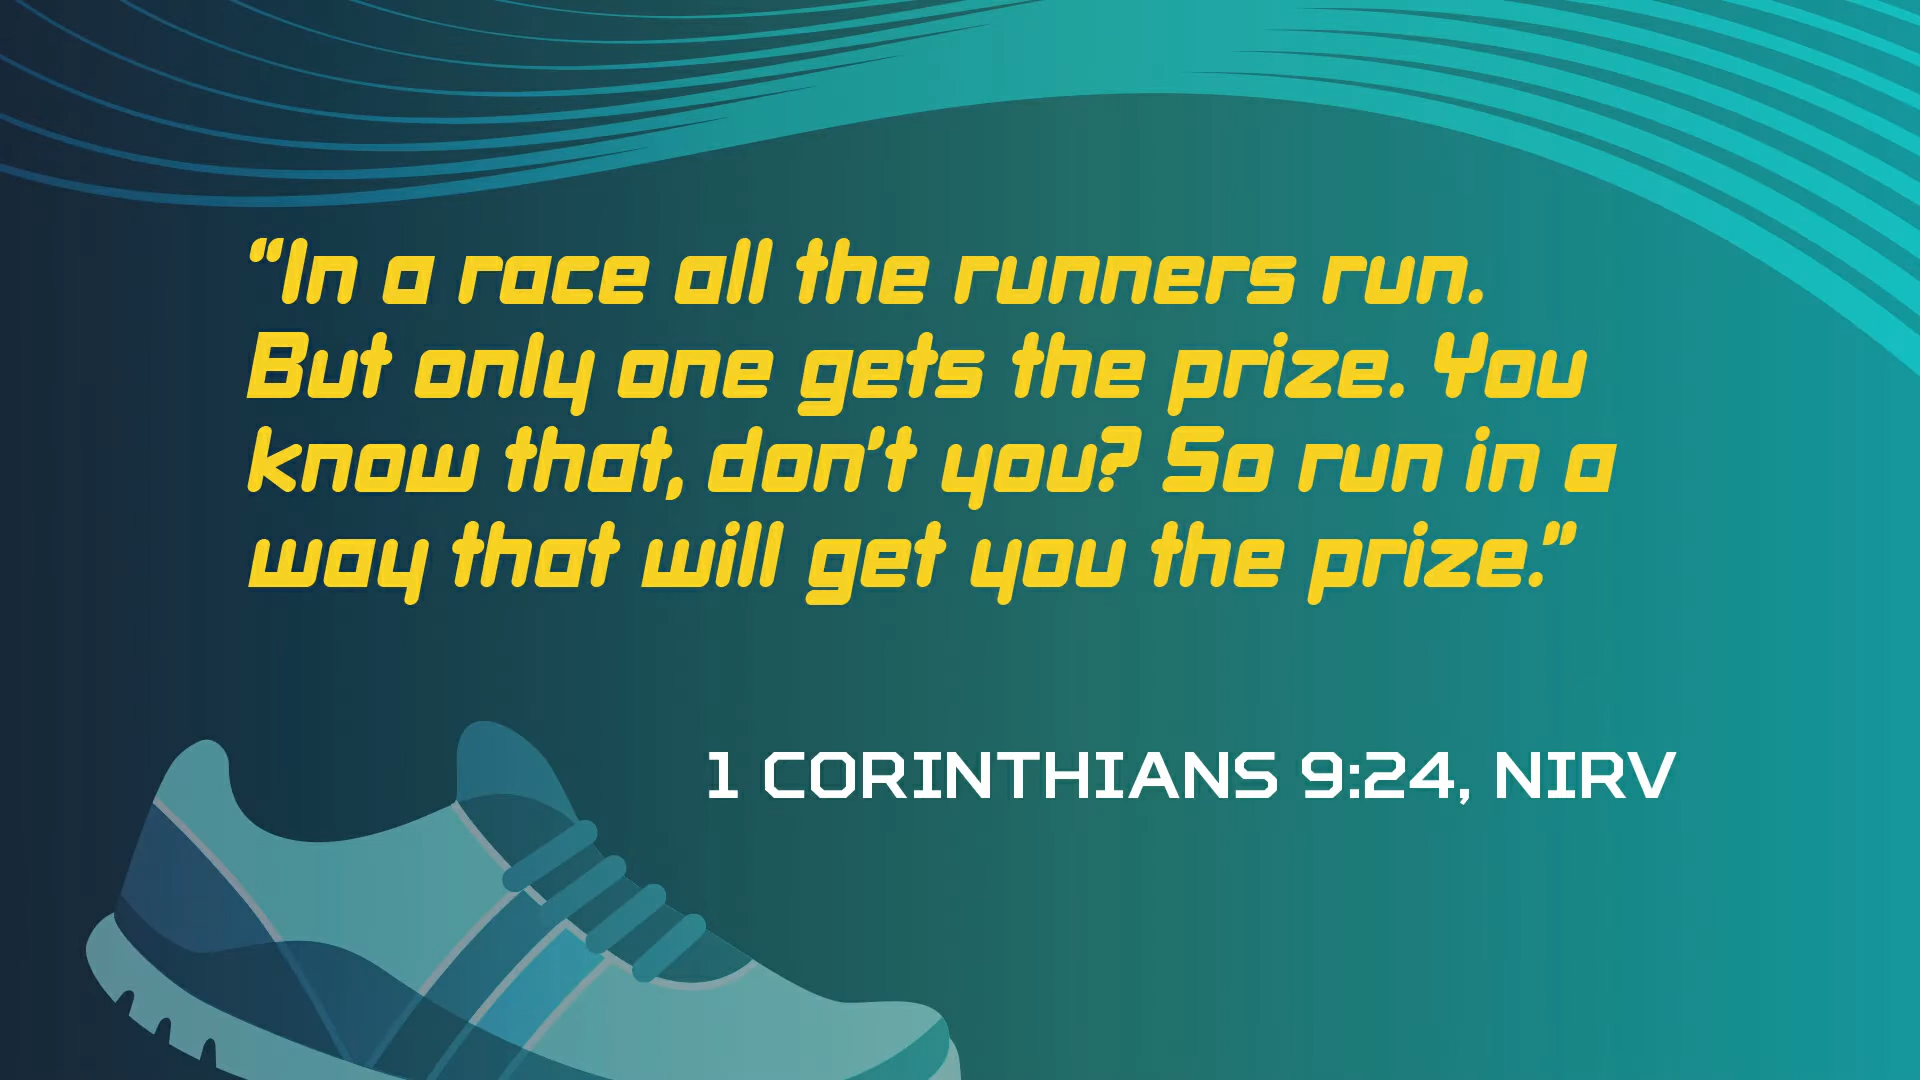 “In a race all the runners run.
But only one gets the prize. You
know that, don’t you? So run in a
way that will get you the prize.”
1 CORINTHIANS 9:24, NIRV